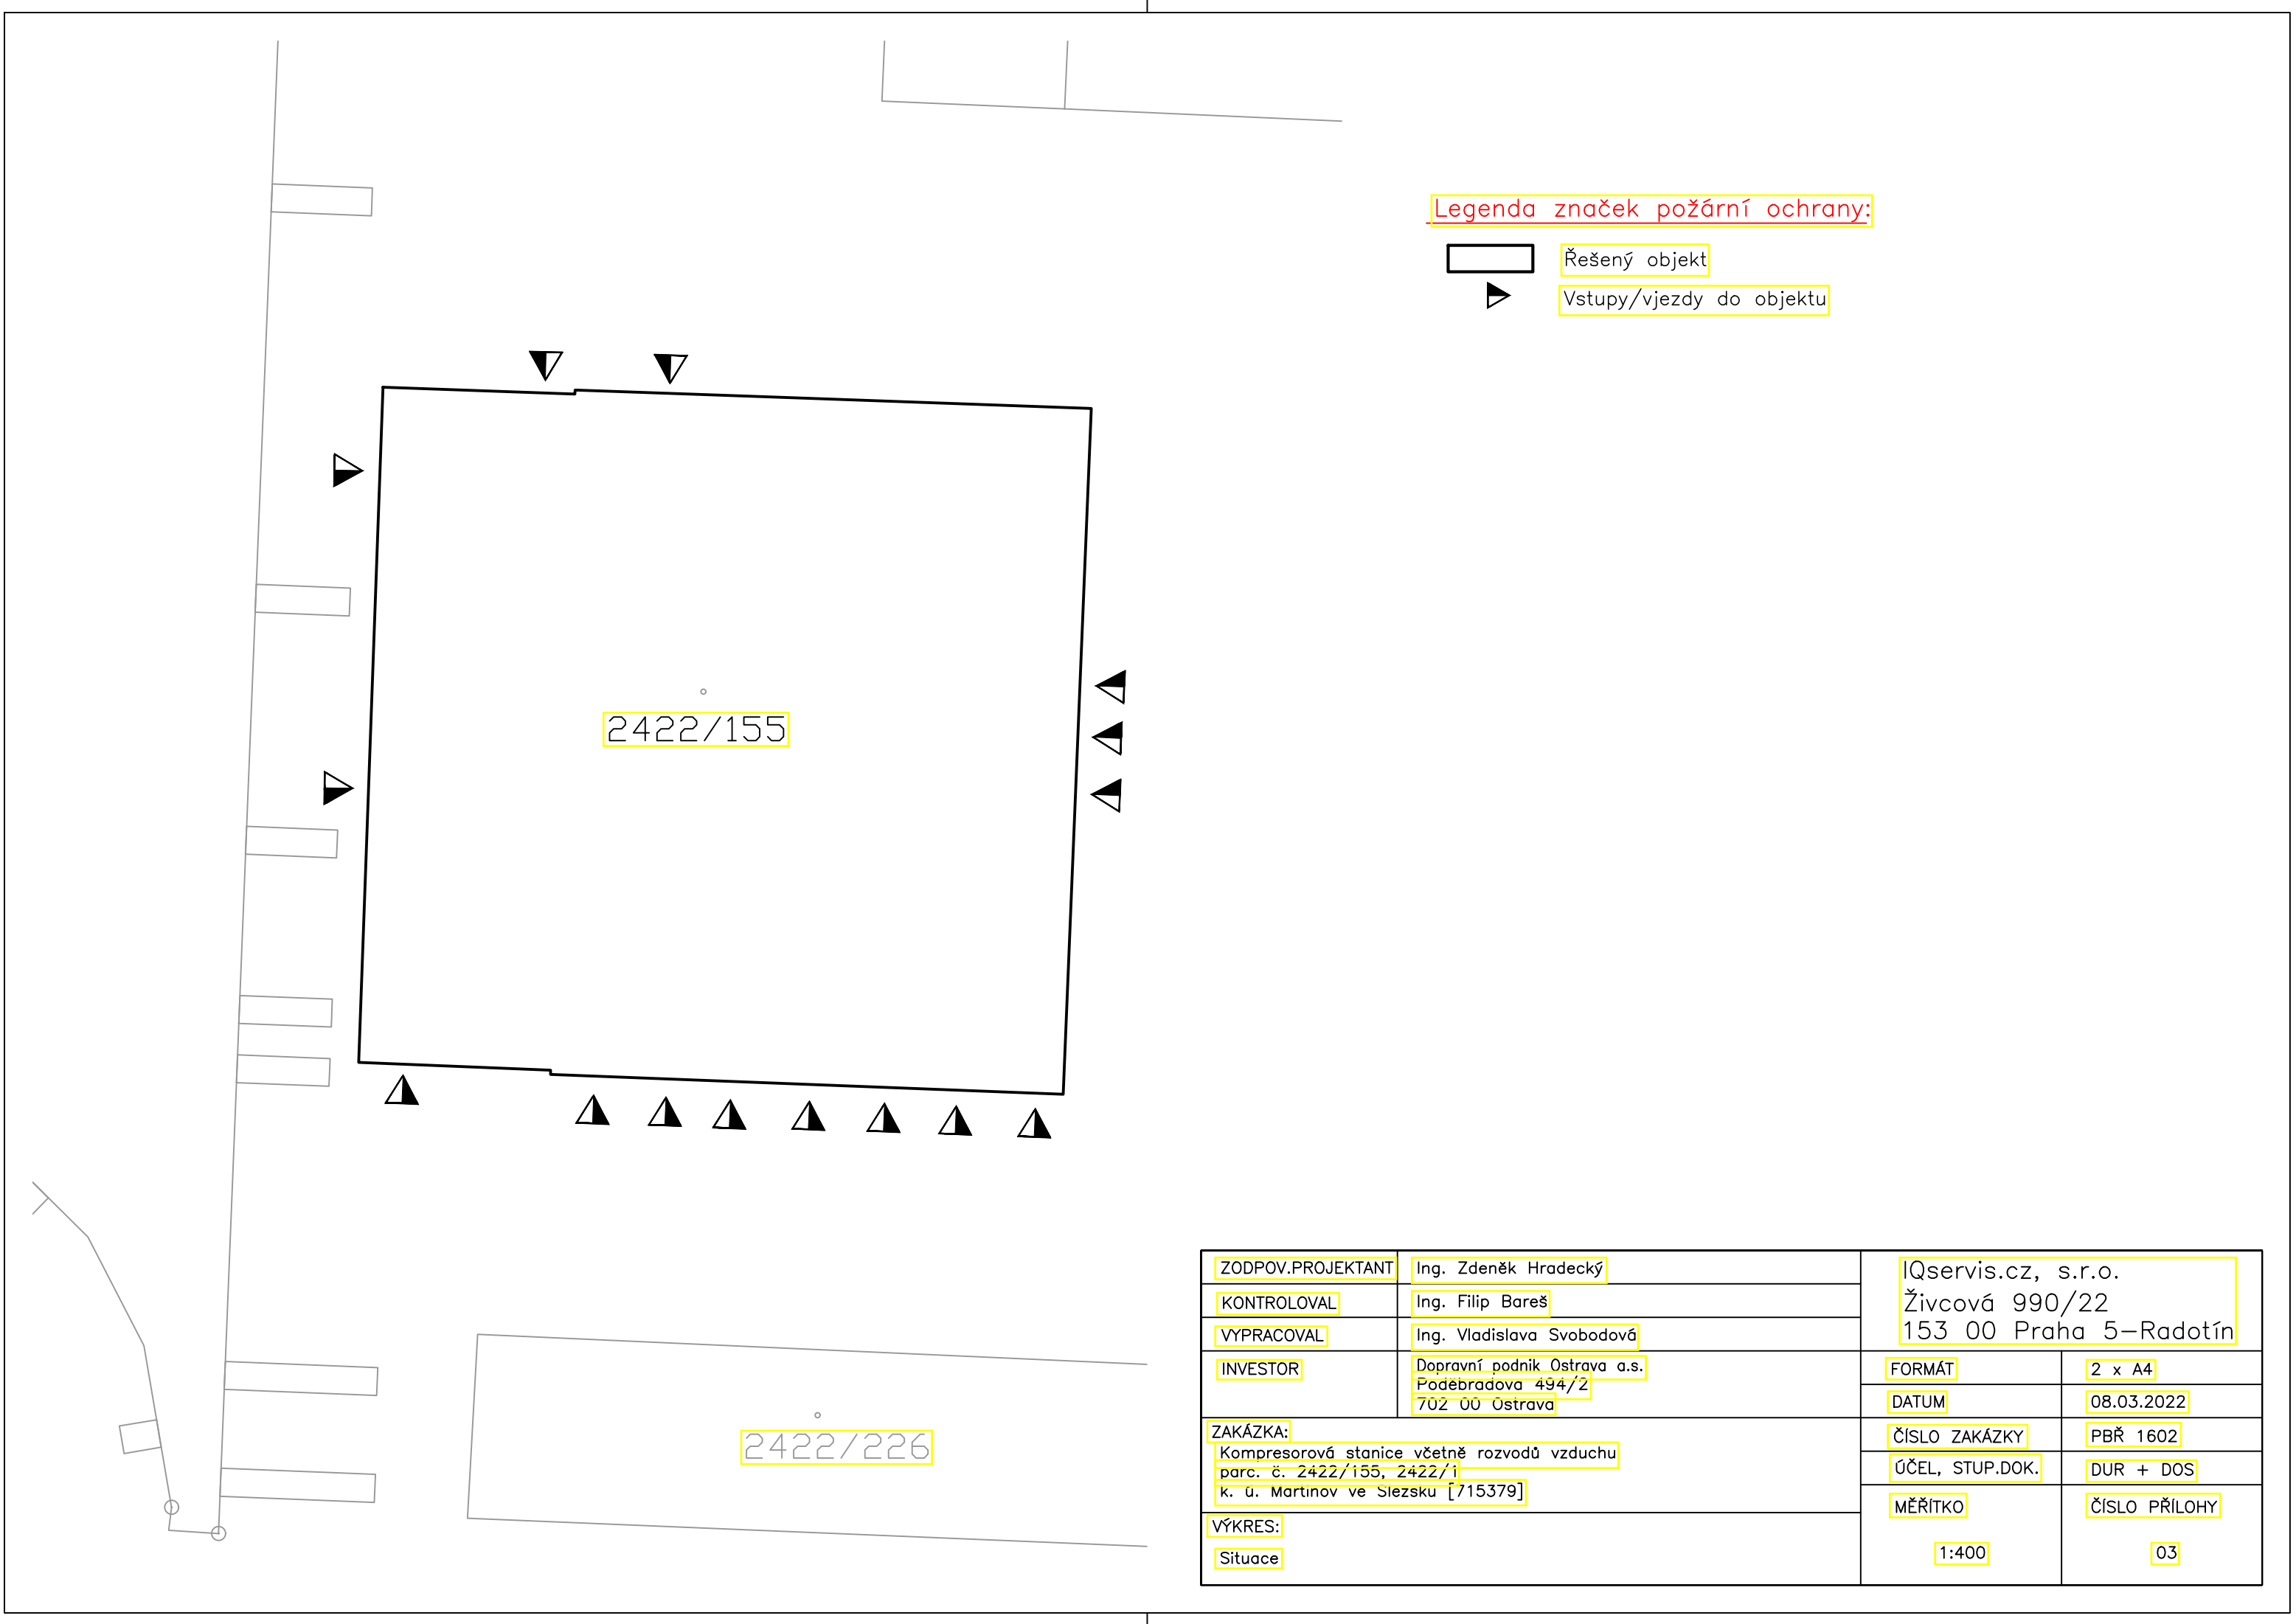 Legenda značek požární ochrany:
Řešený objekt
Vstupy/vjezdy do objektu
2422/155
2422/226
ZODPOV.PROJEKTANT Ing. Zdeněk Hradecký
KONTROLOVAL Ing. Filip Bareš
VYPRACOVAL Ing. Vladislava Svobodová
INVESTOR Dopravní podnik Ostrava a.s.
Poděbradova 494/2
702 00 Ostrava
ZAKÁZKA:
Kompresorová stanice včetně rozvodů vzduchu
parc. č. 2422/155, 2422/1
k. ú. Martinov ve Slezsku [715379]
VÝKRES:
Situace
IQservis.cz, s.r.o.
Živcová 990/22
153 00 Praha 5-Radotín
FORMÁT 2 x A4
DATUM 08.03.2022
ČÍSLO ZAKÁZKY PBŘ 1602
ÚČEL, STUP.DOK. DUR + DOS
MĚŘÍTKO ČÍSLO PŘÍLOHY
1:400 03